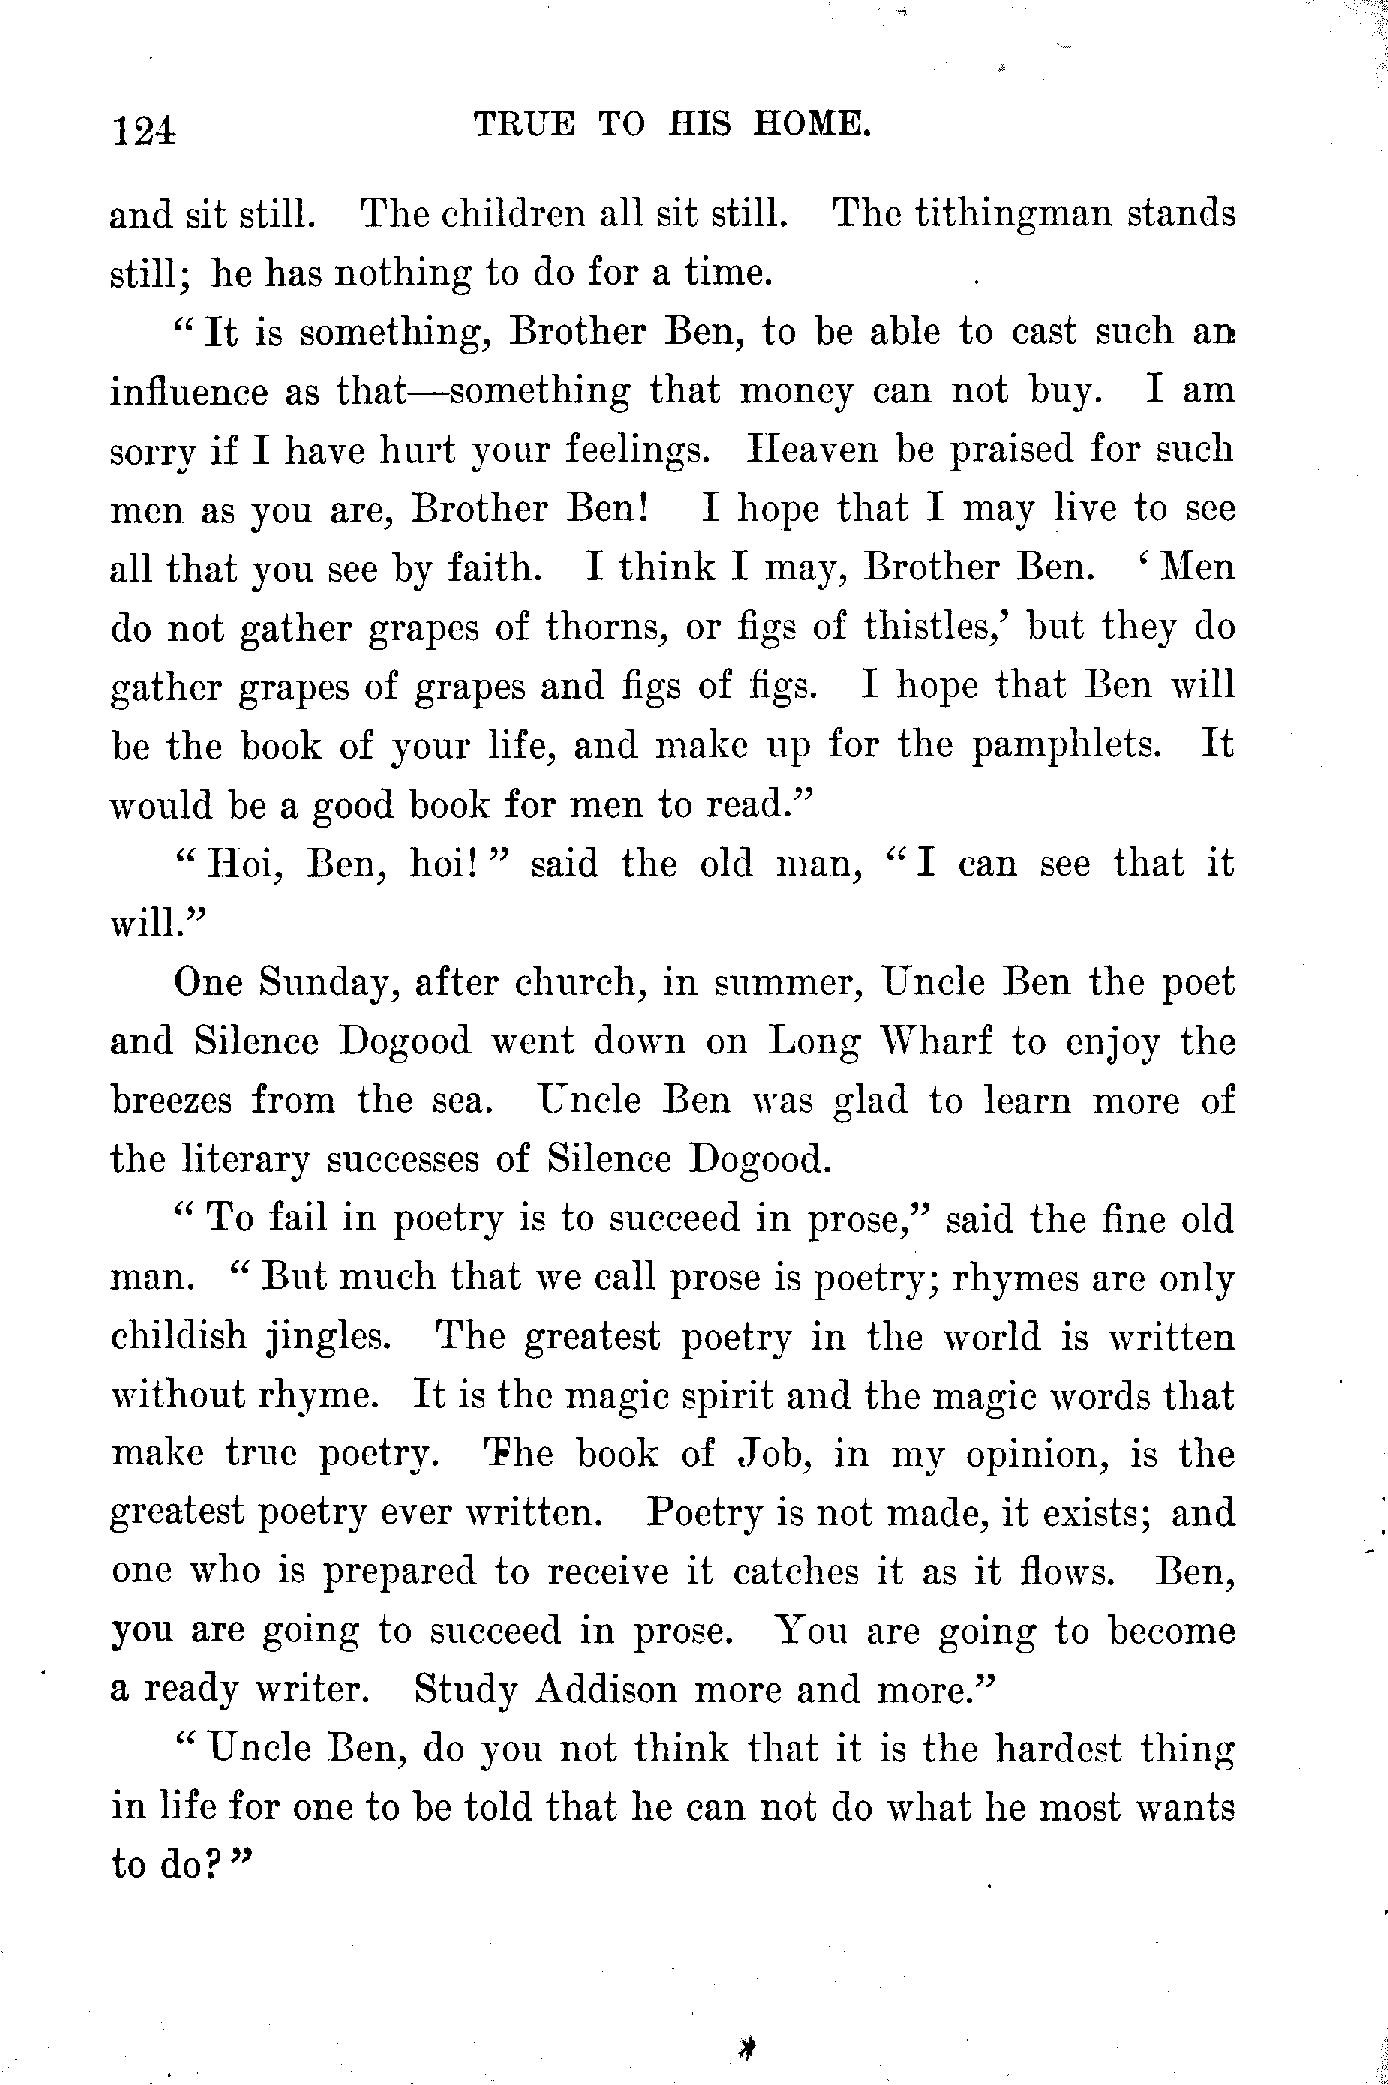 124 TRUE TO HIS HOME.
and sit still. The children all sit still. The tithingman stands
still; he has nothing to do for a time.
“ It is something, Brother Ben, to be able to cast such an
influence as that—something that money can not buy. I am
sorry if I have hurt your feelings. Heaven be praised for such
men as you are, Brother Ben! I hope that I may live to see
all that you see by faith. I think I may, Brother Ben. ‘ Men
do not gather grapes of thorns, or figs of thistles,’ but they do
gather grapes of grapes and figs of figs. I hope that Ben will
be the book of your life, and make up for the pamphlets. It
would be a good book for men to read.”
“ Hoi, Ben, hoi! ” said the old man, “ I can see that it
will.”
One Sunday, after church, in summer, Uncle Ben the poet
and Silence Dogood went down on Long Wharf to enjoy the
breezes from the sea. Uncle Ben was glad to learn more of
the literary successes of Silence Dogood.
“ To fail in poetry is to succeed in prose,” said the fine old
man. “ But much that we call prose is poetry; rhymes are only
childish jingles. The greatest poetry in the world is written
without rhyme. It is the magic spirit and the magic words that
make true poetry. The book of Job, in my opinion, is the
greatest poetry ever written. Poetry is not made, it exists; and
one who is prepared to receive it catches it as it flows. Ben,
you are going to succeed in prose. You are going to become
a ready writer. Study Addison more and more.”
“ Uncle Ben, do you not think that it is the hardest thing
in life for one to be told that he can not do what he most wants
to do? ”